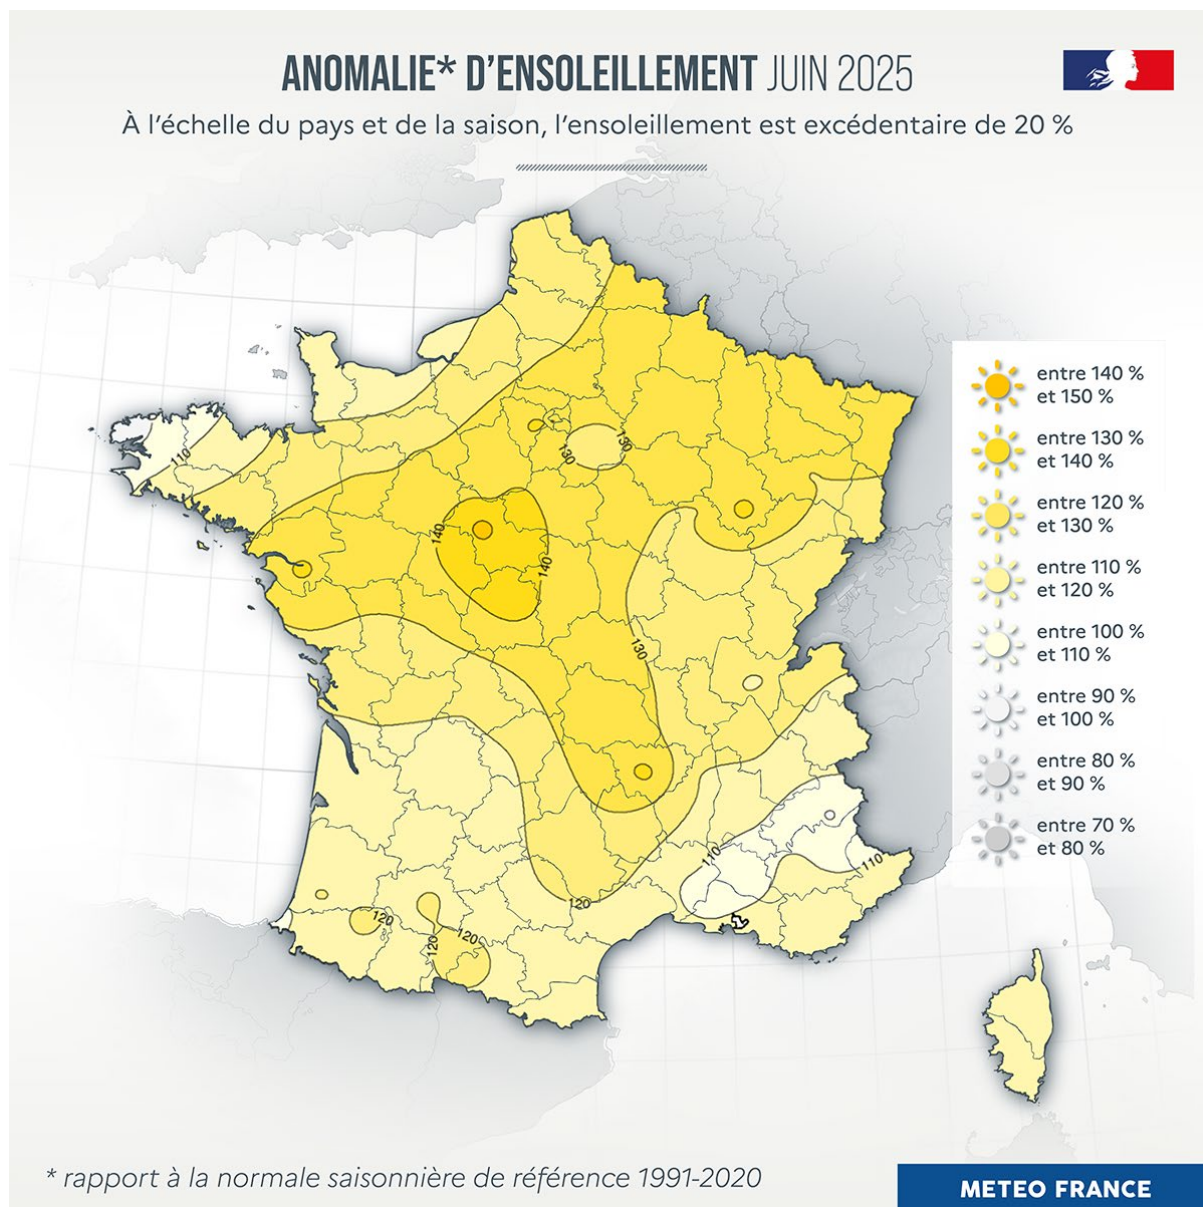 ANOMALIE* D'ENSOLEILLEMENT JUIN 2025
À l'échelle du pays et de la saison, l'ensoleillement est excédentaire de 20 %
entre 140 %
et 150 %
entre 130 %
et 140 %
entre 120 %
et 130 %
entre 110 %
et 120 %
entre 100 %
et 110 %
entre 90 %
et 100 %
entre 80 %
et 90 %
entre 70 %
et 80 %
130
130
110
140
140
130
110
110
120
120
120
120
* rapport à la normale saisonnière de référence 1991-2020
METEO FRANCE